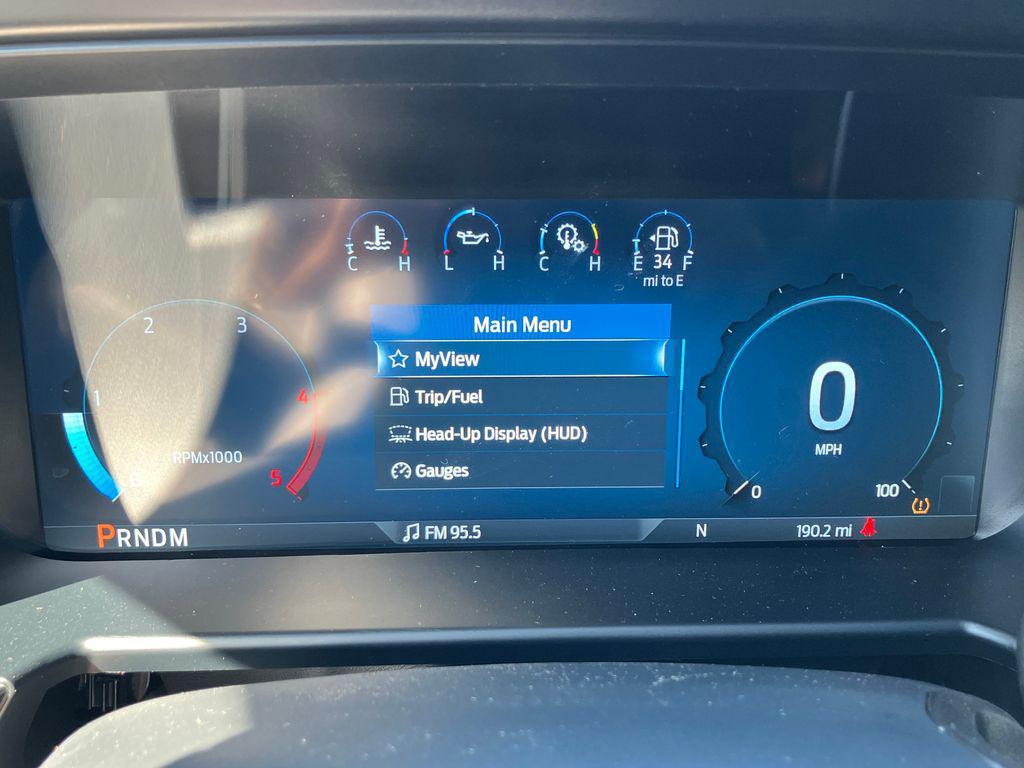 C H L H C H E 34 F
mi to E
Main Menu
MyView
Trip/Fuel
Head-Up Display (HUD)
Gauges
2 3
1 4
RPMx1000
0 5
0
MPH
0 100
PRNDM
FM 95.5
N
190.2 mi